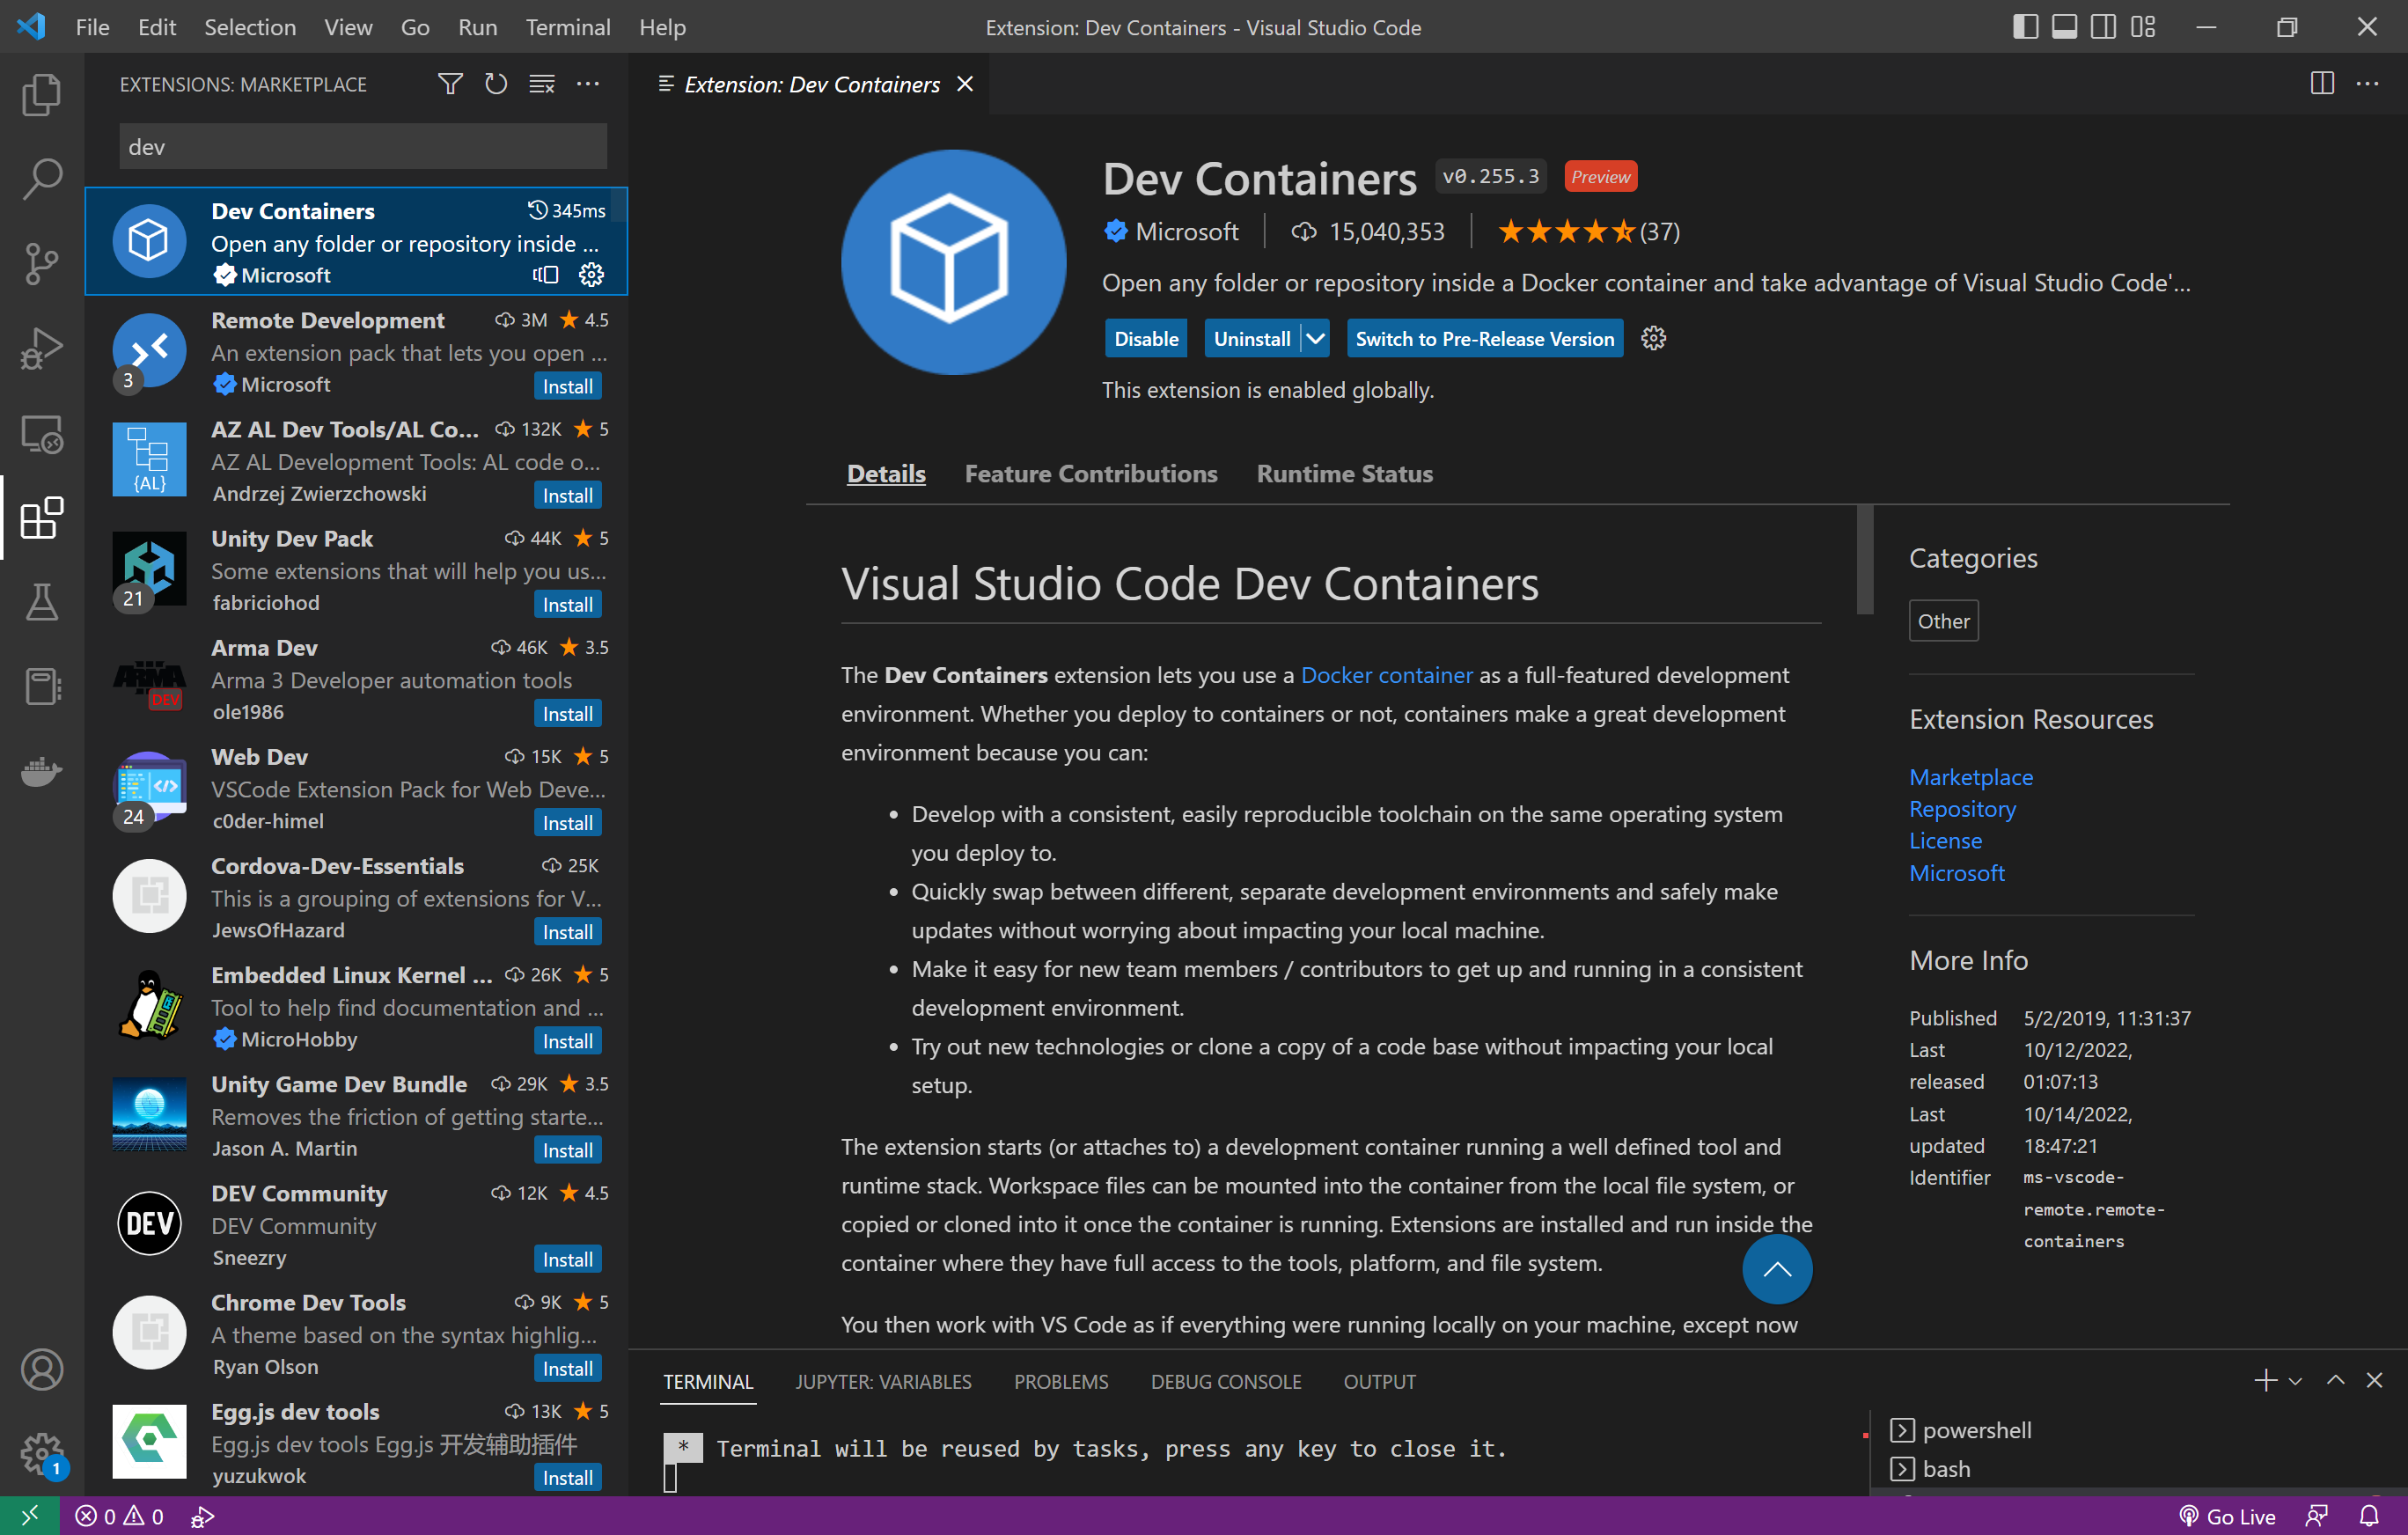 File Edit Selection View Go Run Terminal Help
Extension: Dev Containers - Visual Studio Code
EXTENSIONS: MARKETPLACE
dev
Dev Containers 345ms
Open any folder or repository inside ...
Microsoft
Remote Development 3M 4.5
An extension pack that lets you open ...
3
Microsoft Install
AZ AL Dev Tools/AL Co... 132K 5
AZ AL Development Tools: AL code o...
{AL}
Andrzej Zwierzchowski Install
Unity Dev Pack 44K 5
Some extensions that will help you us...
21
fabriciohod Install
Arma Dev 46K 3.5
Arma 3 Developer automation tools
ARMA
DEV
ole1986 Install
Web Dev 15K 5
VSCode Extension Pack for Web Deve...
24
c0der-himel Install
Cordova-Dev-Essentials 25K
This is a grouping of extensions for V...
JewsOfHazard Install
Embedded Linux Kernel ... 26K 5
Tool to help find documentation and ...
MicroHobby Install
Unity Game Dev Bundle 29K 3.5
Removes the friction of getting starte...
Jason A. Martin Install
DEV Community 12K 4.5
DEV
DEV Community
Sneezry Install
Chrome Dev Tools 9K 5
A theme based on the syntax highlig...
Ryan Olson Install
Egg.js dev tools 13K 5
Egg.js dev tools Egg.js 开发辅助插件
yuzukwok Install
1
Extension: Dev Containers
Dev Containers v0.255.3 Preview
Microsoft 15,040,353 (37)
Open any folder or repository inside a Docker container and take advantage of Visual Studio Code'...
Disable Uninstall Switch to Pre-Release Version
This extension is enabled globally.
Details Feature Contributions Runtime Status
Visual Studio Code Dev Containers
The Dev Containers extension lets you use a Docker container as a full-featured development
environment. Whether you deploy to containers or not, containers make a great development
environment because you can:
• Develop with a consistent, easily reproducible toolchain on the same operating system
you deploy to.
• Quickly swap between different, separate development environments and safely make
updates without worrying about impacting your local machine.
• Make it easy for new team members / contributors to get up and running in a consistent
development environment.
• Try out new technologies or clone a copy of a code base without impacting your local
setup.
The extension starts (or attaches to) a development container running a well defined tool and
runtime stack. Workspace files can be mounted into the container from the local file system, or
copied or cloned into it once the container is running. Extensions are installed and run inside the
container where they have full access to the tools, platform, and file system.
You then work with VS Code as if everything were running locally on your machine, except now
Categories
Other
Extension Resources
Marketplace
Repository
License
Microsoft
More Info
Published 5/2/2019, 11:31:37
Last 10/12/2022,
released 01:07:13
Last 10/14/2022,
updated 18:47:21
Identifier ms-vscode-
remote.remote-
containers
TERMINAL JUPYTER: VARIABLES PROBLEMS DEBUG CONSOLE OUTPUT
* Terminal will be reused by tasks, press any key to close it.
powershell
bash
0 0
Go Live